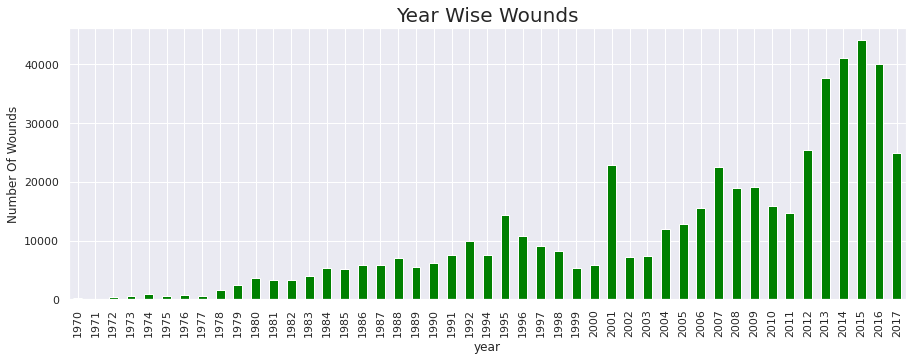 Year Wise Wounds
Number Of Wounds
40000
30000
20000
10000
0
1970 1971 1972 1973 1974 1975 1976 1977 1978 1979 1980 1981 1982 1983 1984 1985 1986 1987 1988 1989 1990 1991 1992 1994 1995 1996 1997 1998 1999 2000 2001 2002 2003 2004 2005 2006 2007 2008 2009 2010 2011 2012 2013 2014 2015 2016 2017
year